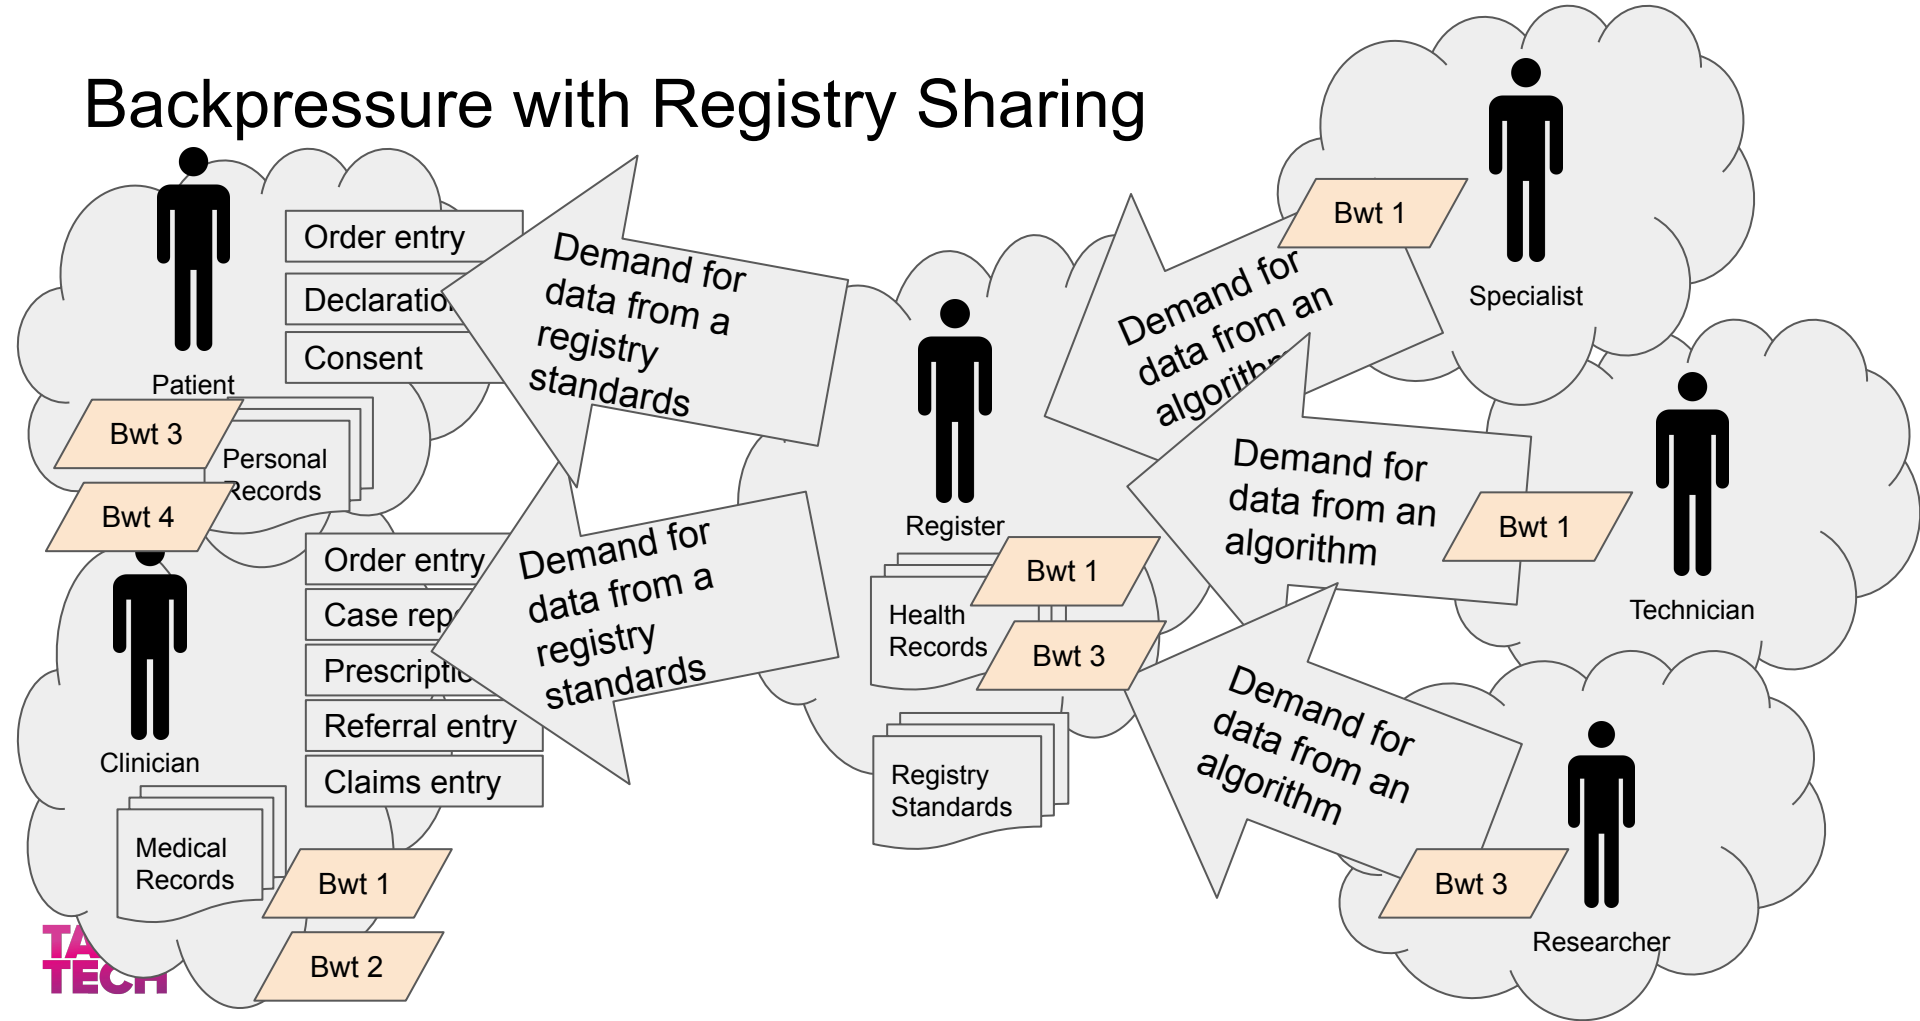 Backpressure with Registry Sharing
Patient
Order entry
Consent
Bwt 3
Bwt 4
Personal
Records
Demand for
data from a
registry
standards
Clinician
Order entry
Case
Referral entry
Claims entry
Medical
Records
Bwt 1
Bwt 2
Demand for
data from a
registry
standards
Register
Health
Records
Bwt 1
Bwt 3
Registry
Standards
Demand for
data from an
Bwt 1
Specialist
Demand for
data from an
algorithm
Bwt 1
Technician
Demand for
data from an
algorithm
Bwt 3
Researcher
TECH